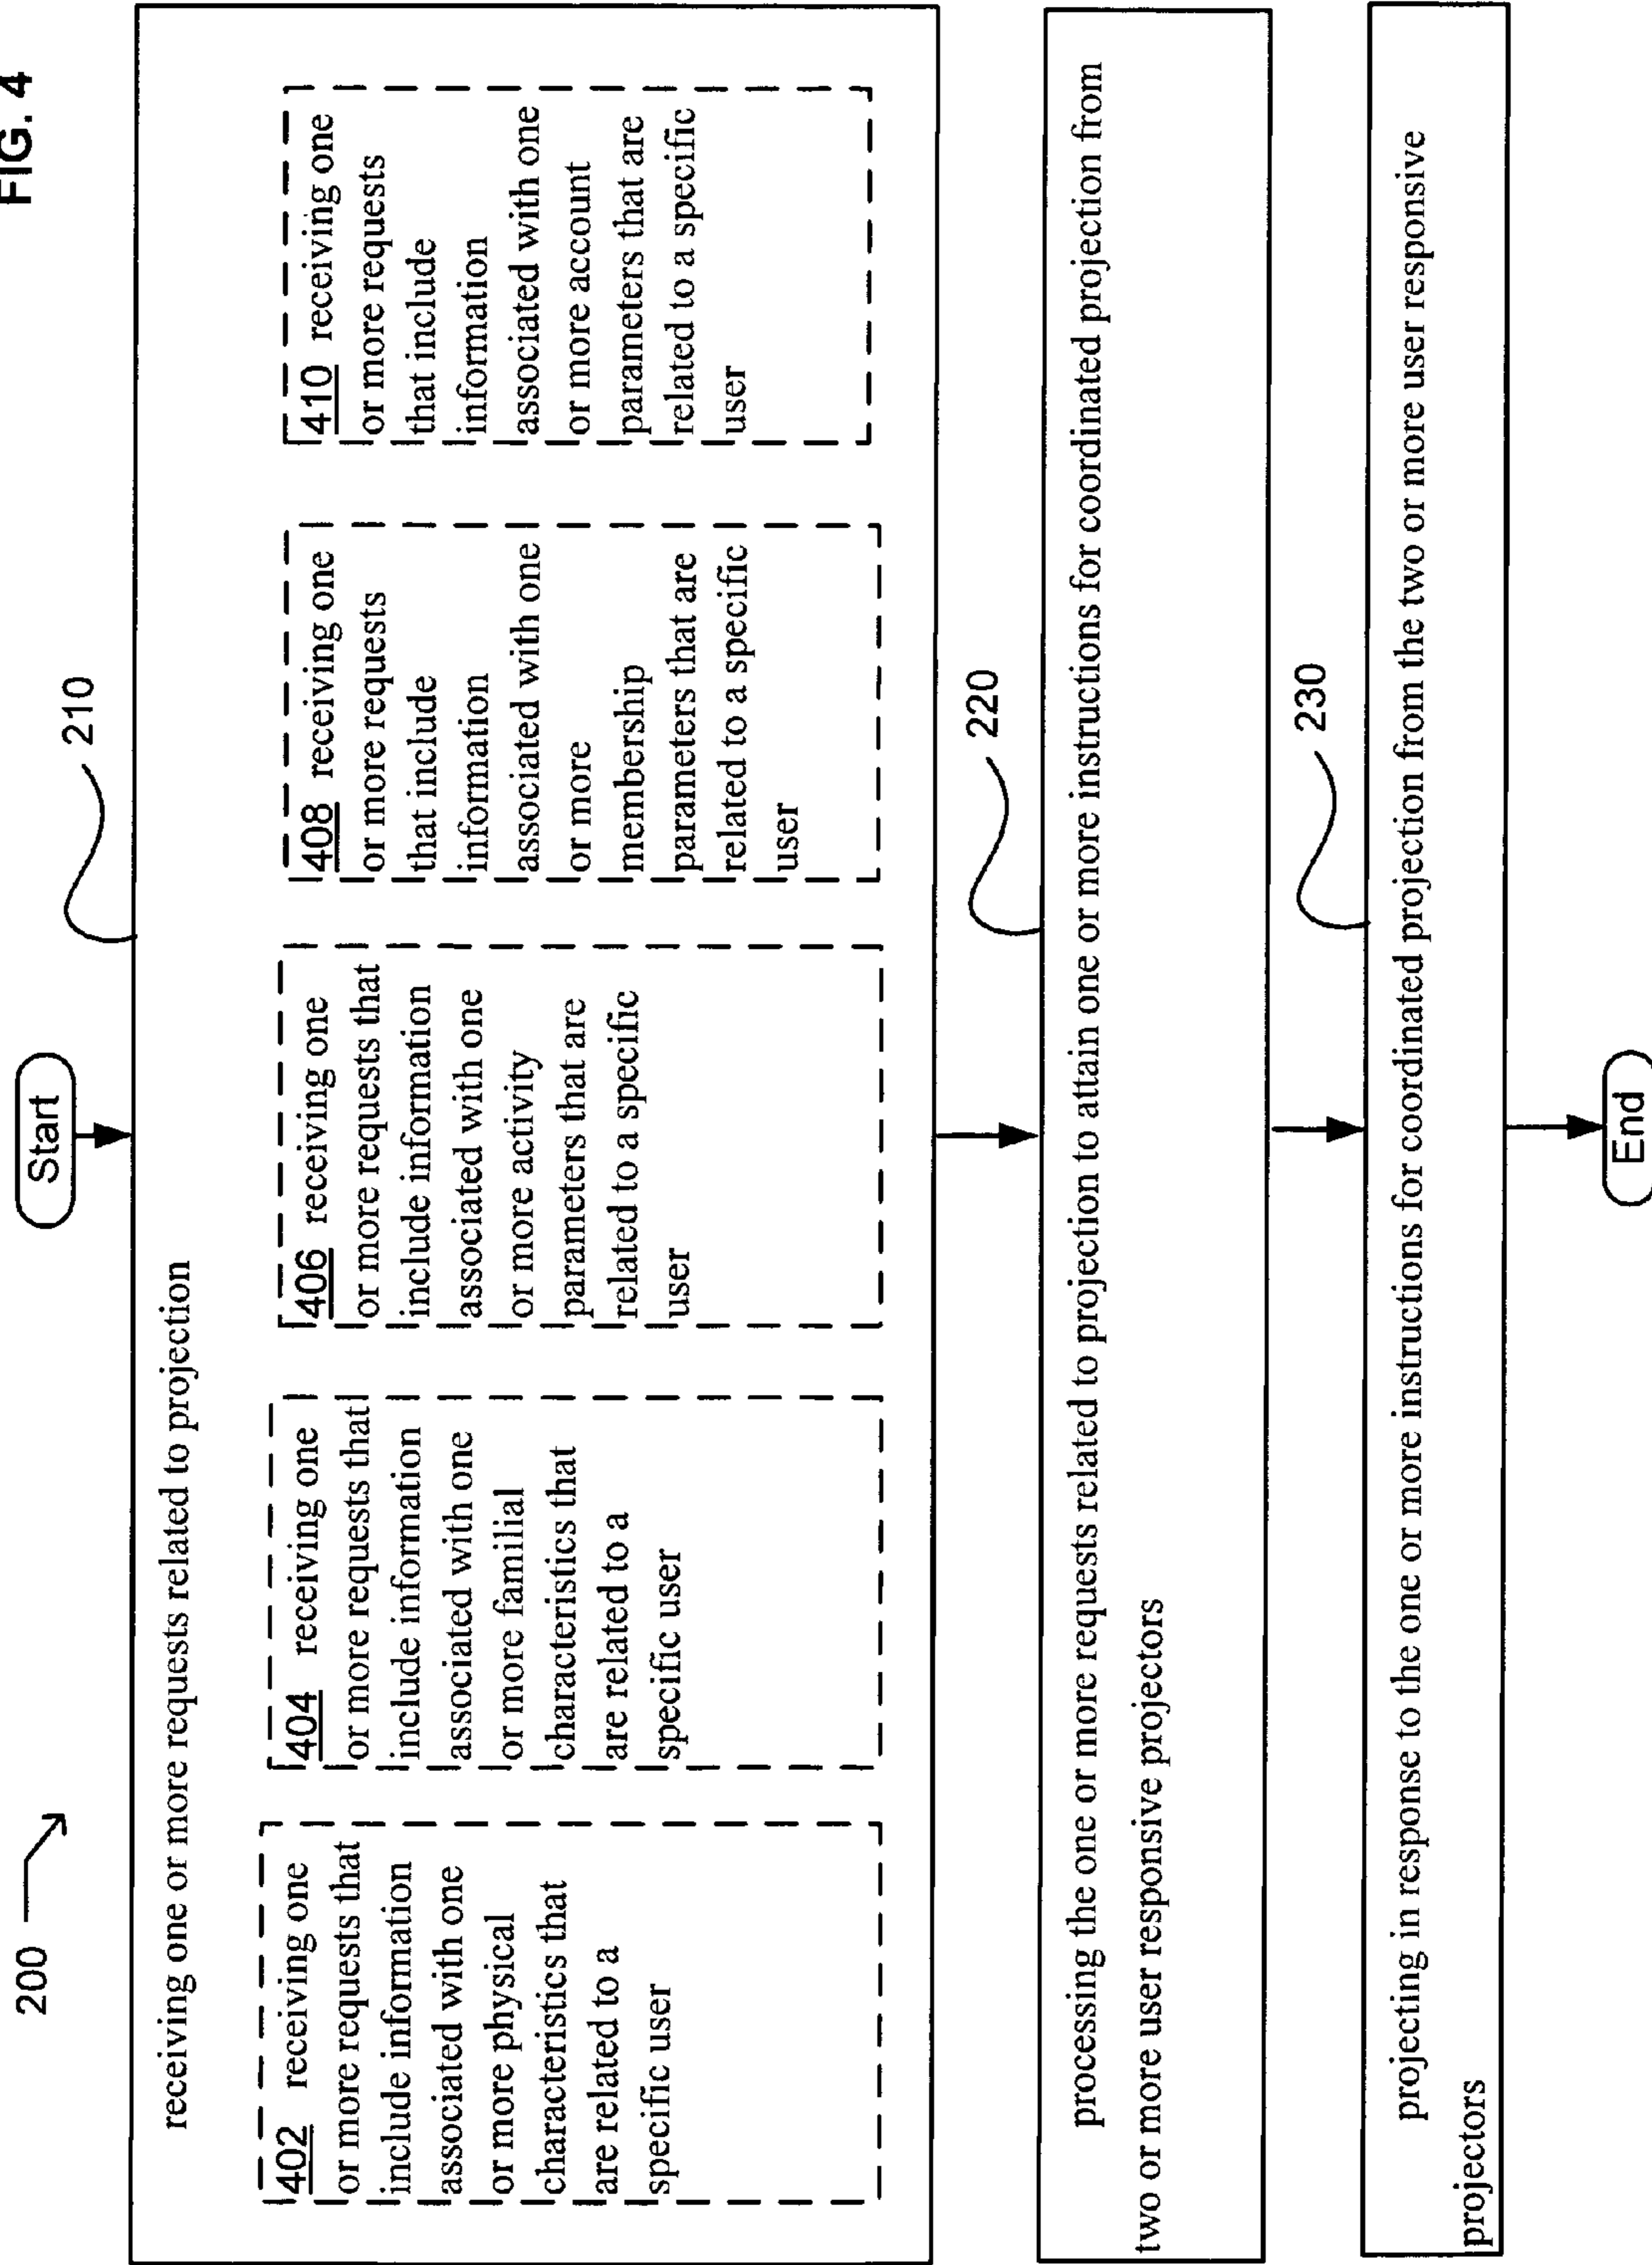 FIG. 4
200
Start
210
receiving one or more requests related to projection
402 receiving one
or more requests that
include information
associated with one
or more physical
characteristics that
are related to a
specific user
404 receiving one
or more requests that
include information
associated with one
or more familial
characteristics that
are related to a
specific user
406 receiving one
or more requests that
include information
associated with one
or more activity
parameters that are
related to a specific
user
408 receiving one
or more requests
that include
information
associated with one
or more
membership
parameters that are
related to a specific
user
410 receiving one
or more requests
that include
information
associated with one
or more account
parameters that are
related to a specific
user
220
processing the one or more requests related to projection to attain one or more instructions for coordinated projection from
two or more user responsive projectors
230
projecting in response to the one or more instructions for coordinated projection from the two or more user responsive
projectors
End